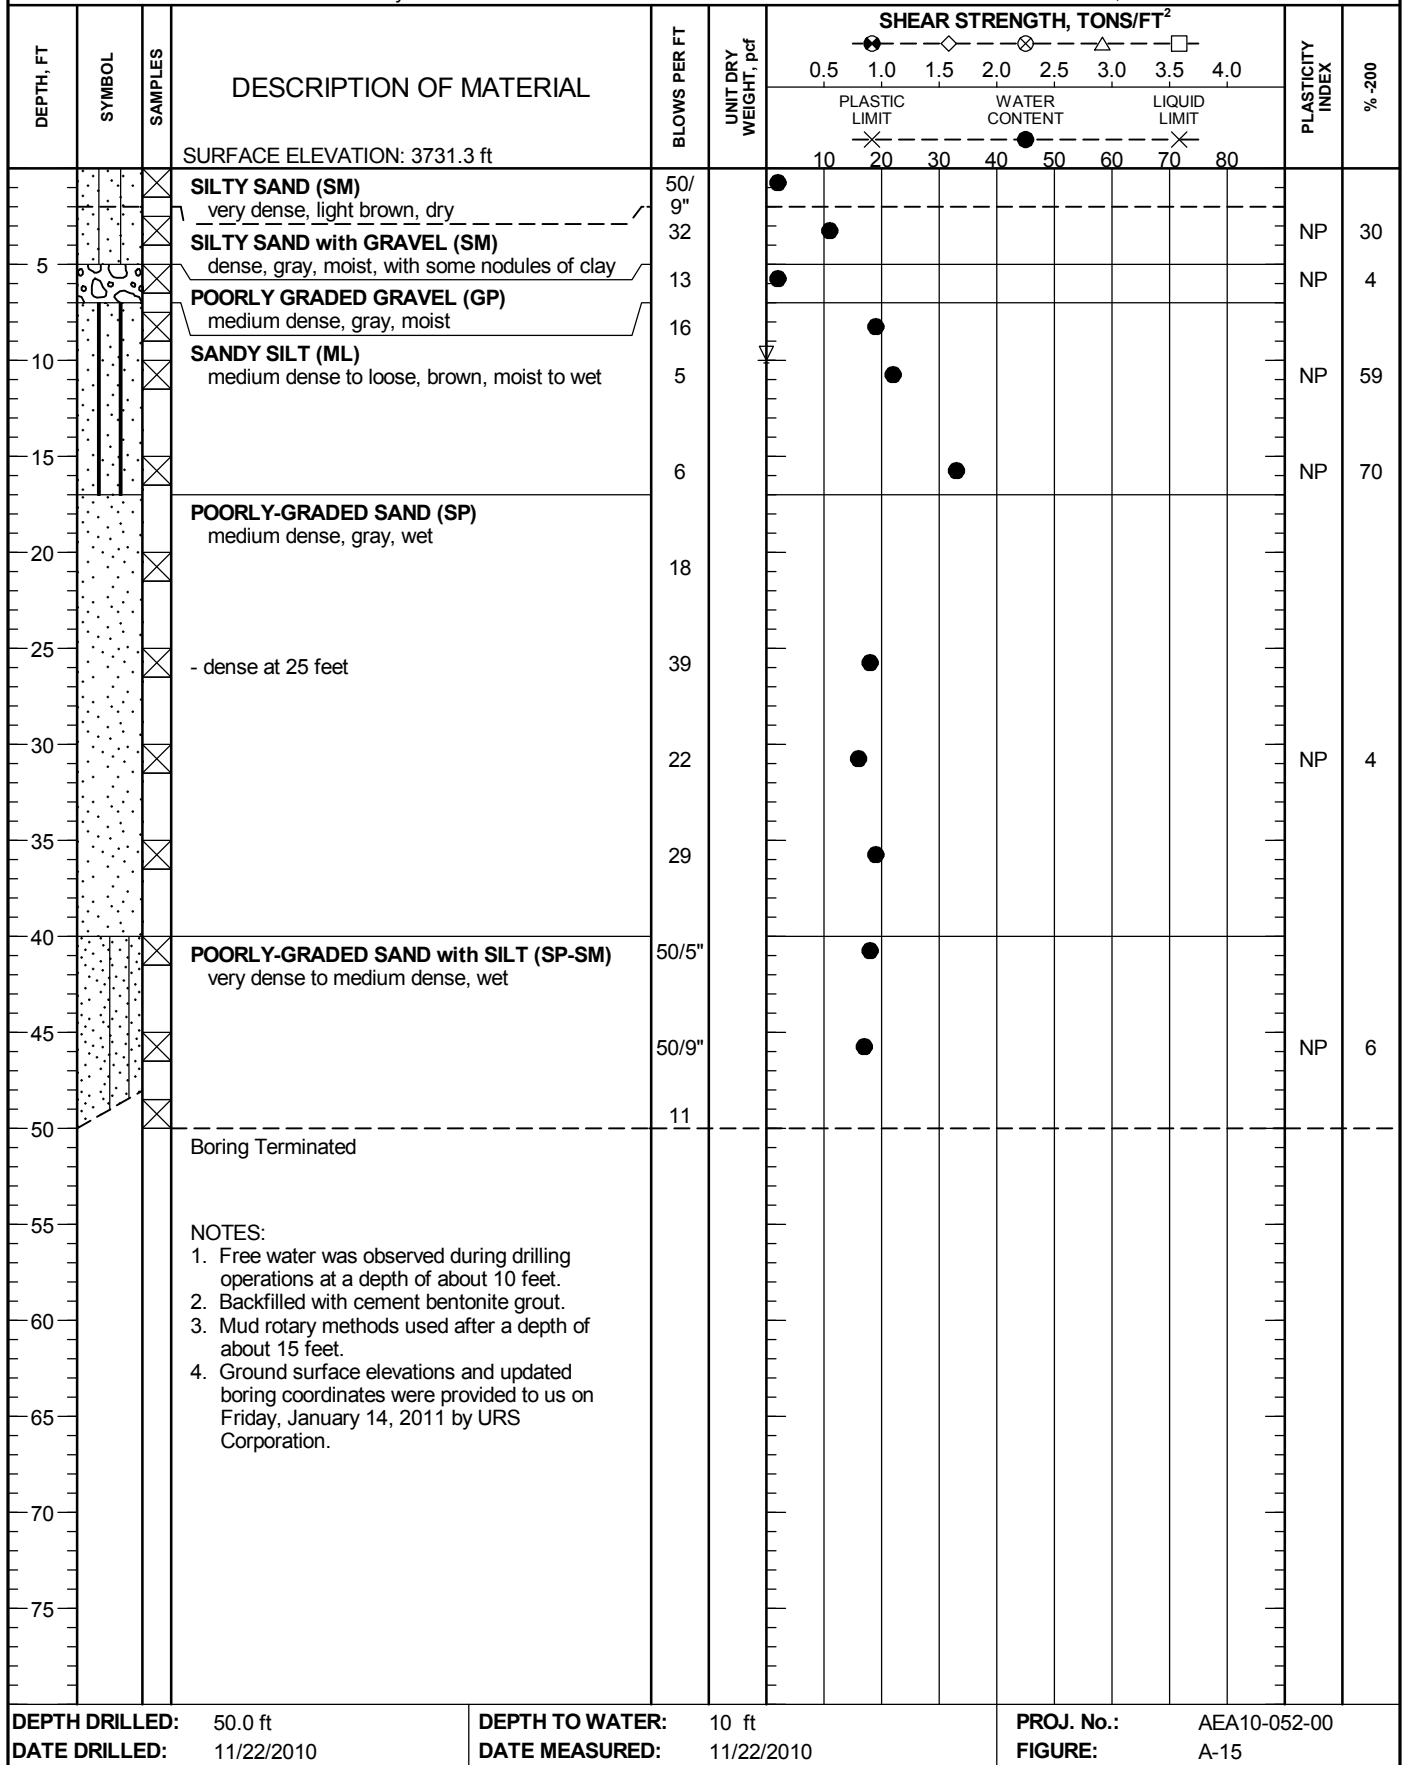 SHEAR STRENGTH, TONS/FT²
DEPTH, FT
SYMBOL
SAMPLES
DESCRIPTION OF MATERIAL
SURFACE ELEVATION: 3731.3 ft
BLOWS PER FT
UNIT DRY
WEIGHT, pcf
0.5 1.0 1.5 2.0 2.5 3.0 3.5 4.0
PLASTIC
LIMIT
WATER
CONTENT
LIQUID
LIMIT
10 20 30 40 50 60 70 80
PLASTICITY
INDEX
% -200
SILTY SAND (SM) 50/
very dense, light brown, dry 9"
32 NP 30
SILTY SAND with GRAVEL (SM)
5 dense, gray, moist, with some nodules of clay
13 NP 4
POORLY GRADED GRAVEL (GP)
medium dense, gray, moist 16
10 SANDY SILT (ML)
medium dense to loose, brown, moist to wet 5 NP 59
15 6 NP 70
POORLY-GRADED SAND (SP)
medium dense, gray, wet
20 18
25 - dense at 25 feet 39
30 22 NP 4
35 29
40 POORLY-GRADED SAND with SILT (SP-SM) 50/5"
very dense to medium dense, wet
45 50/9" NP 6
11
50
Boring Terminated
55 NOTES:
1. Free water was observed during drilling
operations at a depth of about 10 feet.
2. Backfilled with cement bentonite grout.
60 3. Mud rotary methods used after a depth of
about 15 feet.
4. Ground surface elevations and updated
boring coordinates were provided to us on
65 Friday, January 14, 2011 by URS
Corporation.
70
75
DEPTH DRILLED: 50.0 ft DEPTH TO WATER: 10 ft PROJ. No.: AEA10-052-00
DATE DRILLED: 11/22/2010 DATE MEASURED: 11/22/2010 FIGURE: A-15